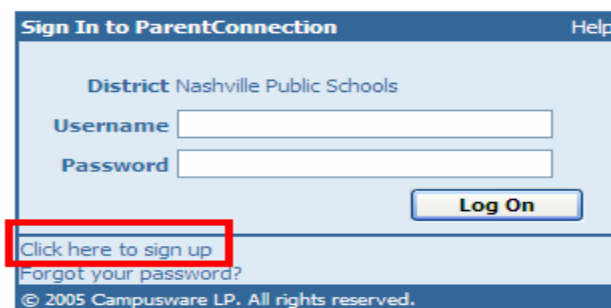 Sign In to ParentConnection Help
District Nashville Public Schools
Username
Password
Log On
Click here to sign up
Forgot your password?
© 2005 Campusware LP. All rights reserved.